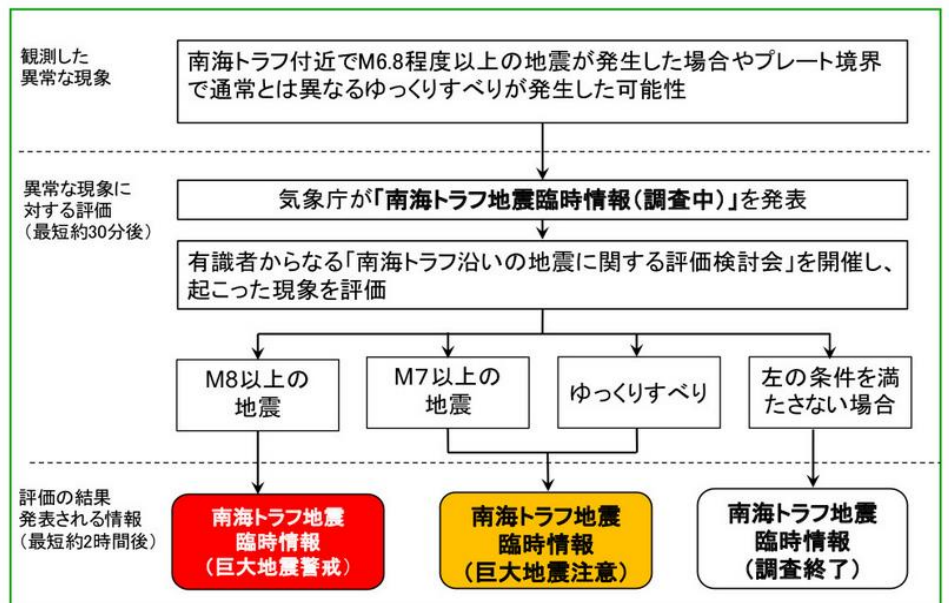 観測した
異常な現象
南海トラフ付近でM6.8程度以上の地震が発生した場合やプレート境界
で通常とは異なるゆっくりすべりが発生した可能性
異常な現象に
対する評価
（最短約30分後）
気象庁が「南海トラフ地震臨時情報（調査中）」を発表
有識者からなる「南海トラフ沿いの地震に関する評価検討会」を開催し、
起こった現象を評価
M8以上の
地震
M7以上の
地震
ゆっくりすべり
左の条件を満
たさない場合
評価の結果
発表される情報
（最短約2時間後）
南海トラフ地震
臨時情報
（巨大地震警戒）
南海トラフ地震
臨時情報
（巨大地震注意）
南海トラフ地震
臨時情報
（調査終了）